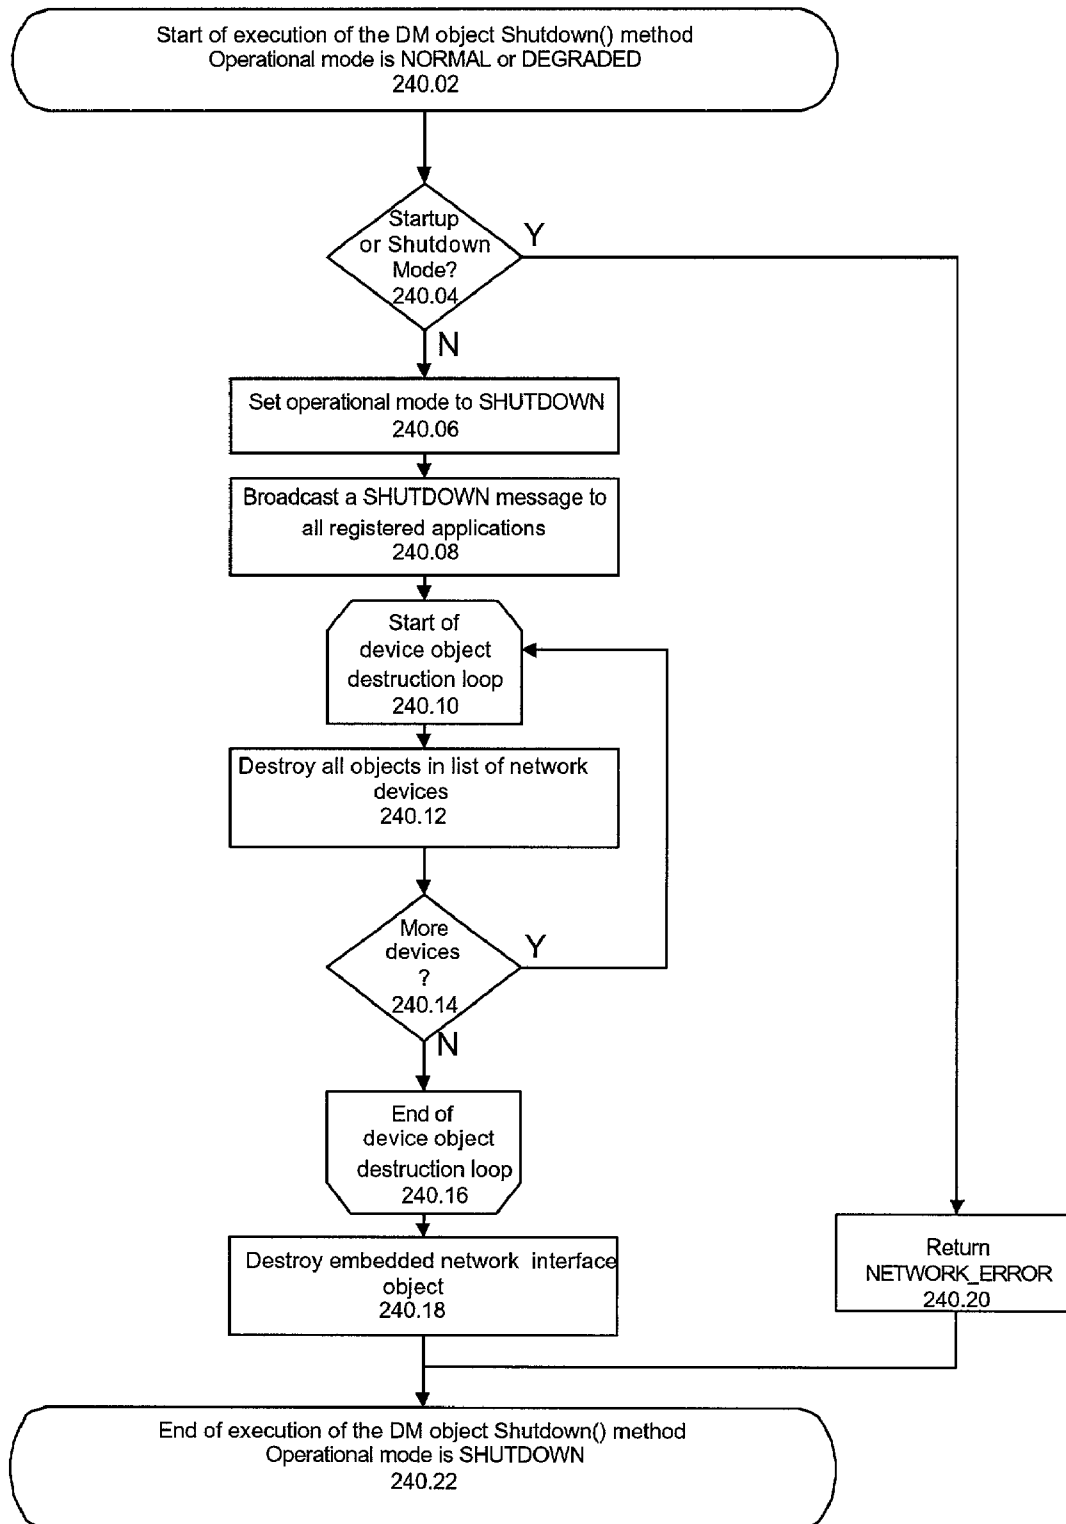 Start of execution of the DM object Shutdown() method
Operational mode is NORMAL or DEGRADED
240.02
Startup
or Shutdown
Mode?
240.04
Y
N
Set operational mode to SHUTDOWN
240.06
Broadcast a SHUTDOWN message to
all registered applications
240.08
Start of
device object
destruction loop
240.10
Destroy all objects in list of network
devices
240.12
More
devices
?
240.14
Y
N
End of
device object
destruction loop
240.16
Destroy embedded network interface
object
240.18
Return
NETWORK_ERROR
240.20
End of execution of the DM object Shutdown() method
Operational mode is SHUTDOWN
240.22